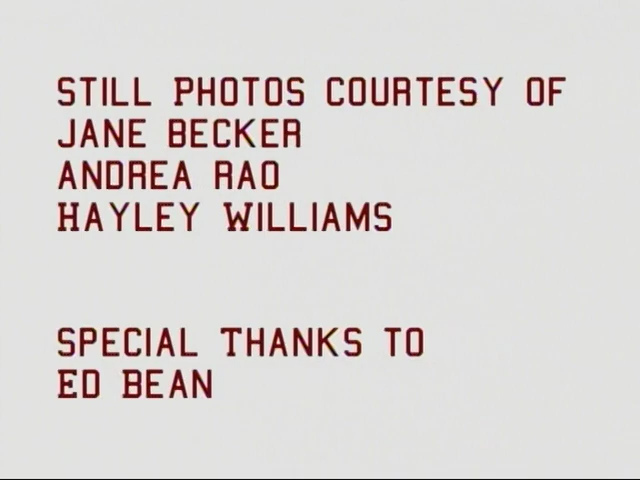 STILL PHOTOS COURTESY OF
JANE BECKER
ANDREA RAO
HAYLEY WILLIAMS
SPECIAL THANKS TO
ED BEAN